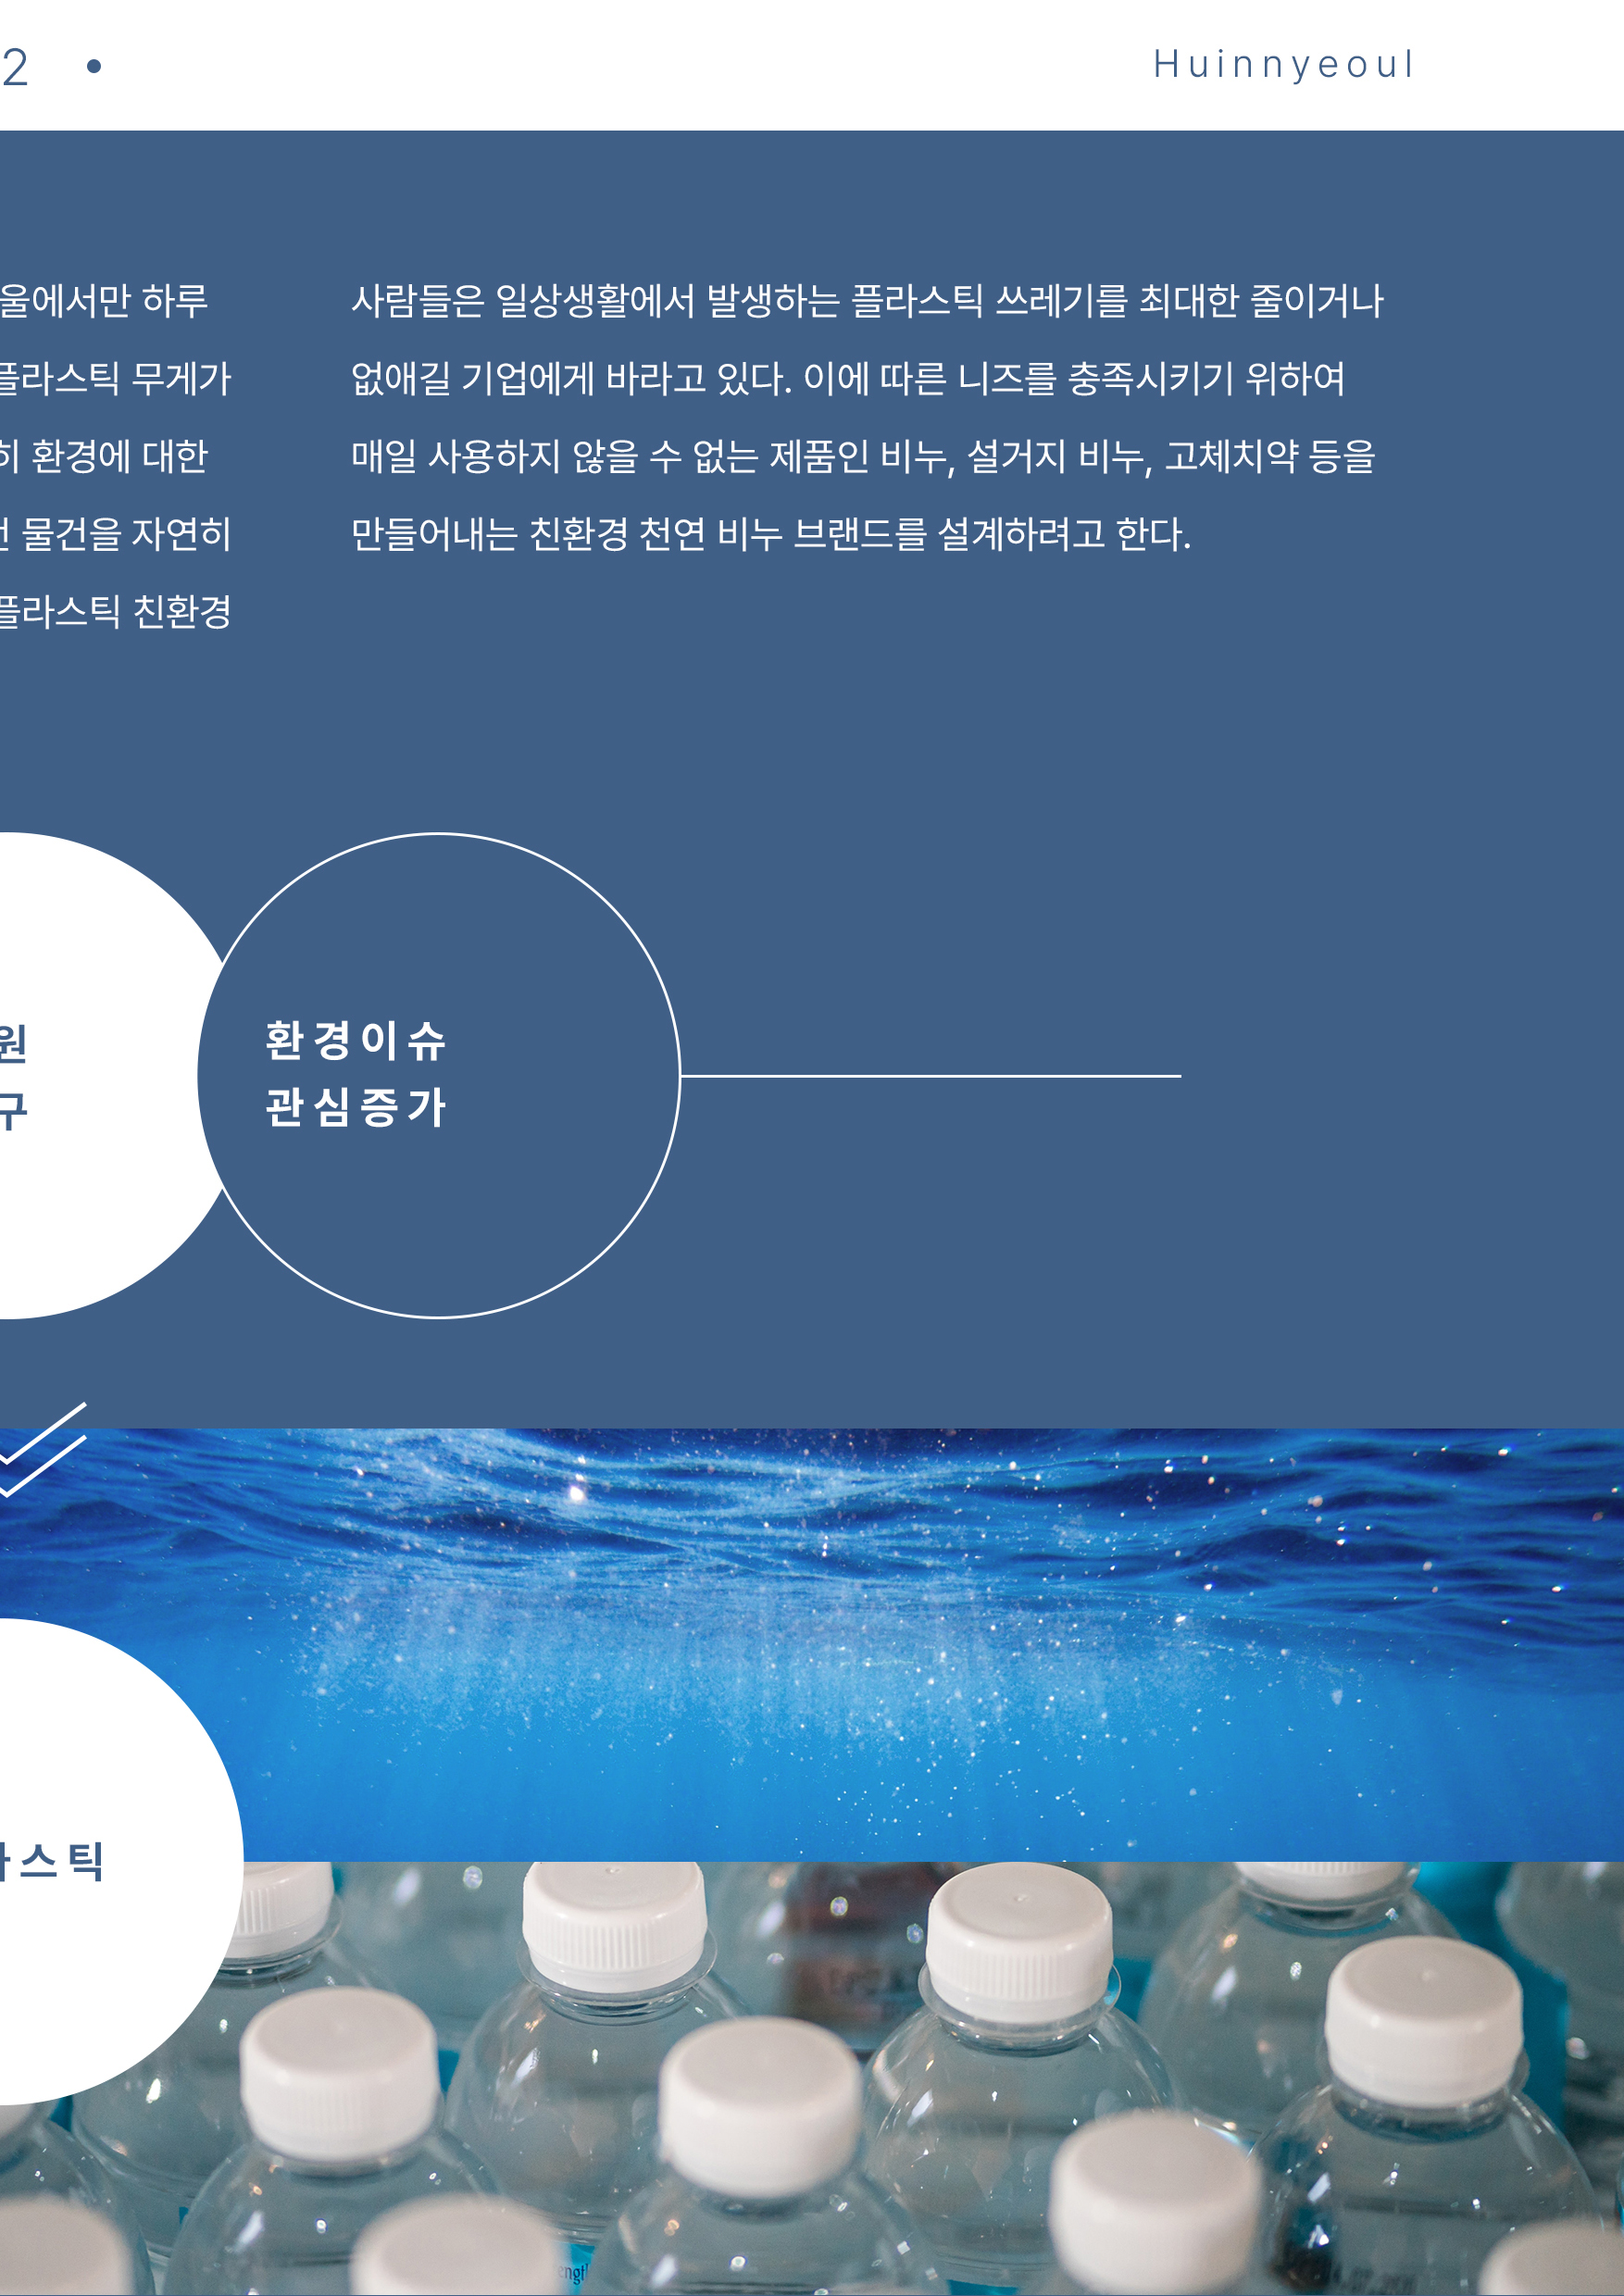 2 •
Huinnyeoul
울에서만 하루
플라스틱 무게가
히 환경에 대한
물건을 자연히
플라스틱 친환경
사람들은 일상생활에서 발생하는 플라스틱 쓰레기를 최대한 줄이거나
없애길 기업에게 바라고 있다. 이에 따른 니즈를 충족시키기 위하여
매일 사용하지 않을 수 없는 제품인 비누, 설거지 비누, 고체치약 등을
만들어내는 친환경 천연 비누 브랜드를 설계하려고 한다.
원
구
환경이슈
관심증가
스틱